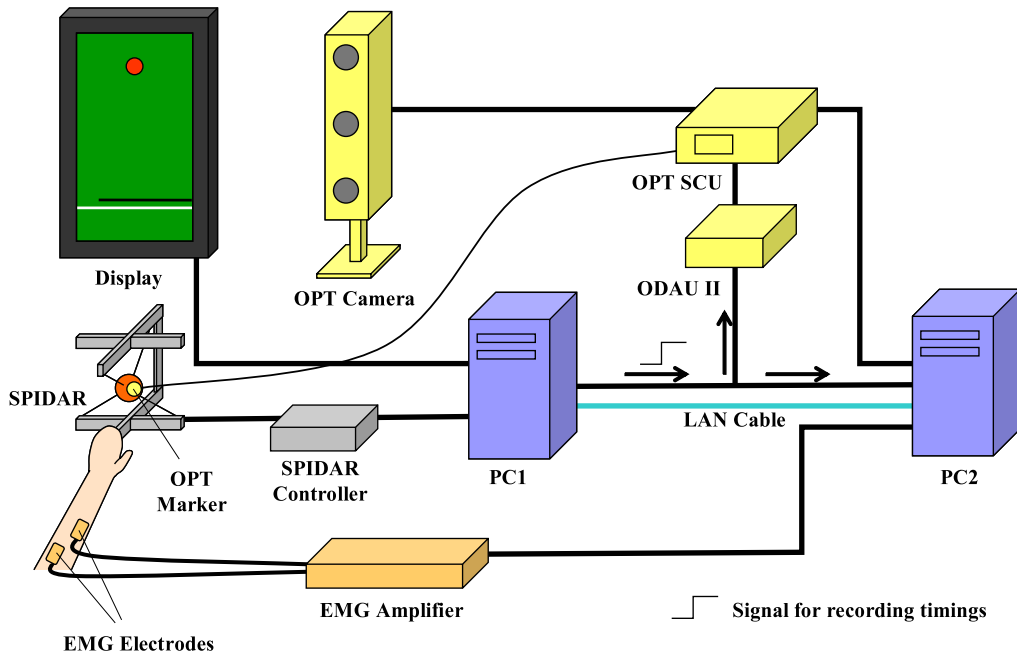 OPT SCU
Display
OPT Camera
ODAU II
SPIDAR
LAN Cable
OPT
Marker
SPIDAR
Controller
PC1
PC2
EMG Amplifier
Signal for recording timings
EMG Electrodes